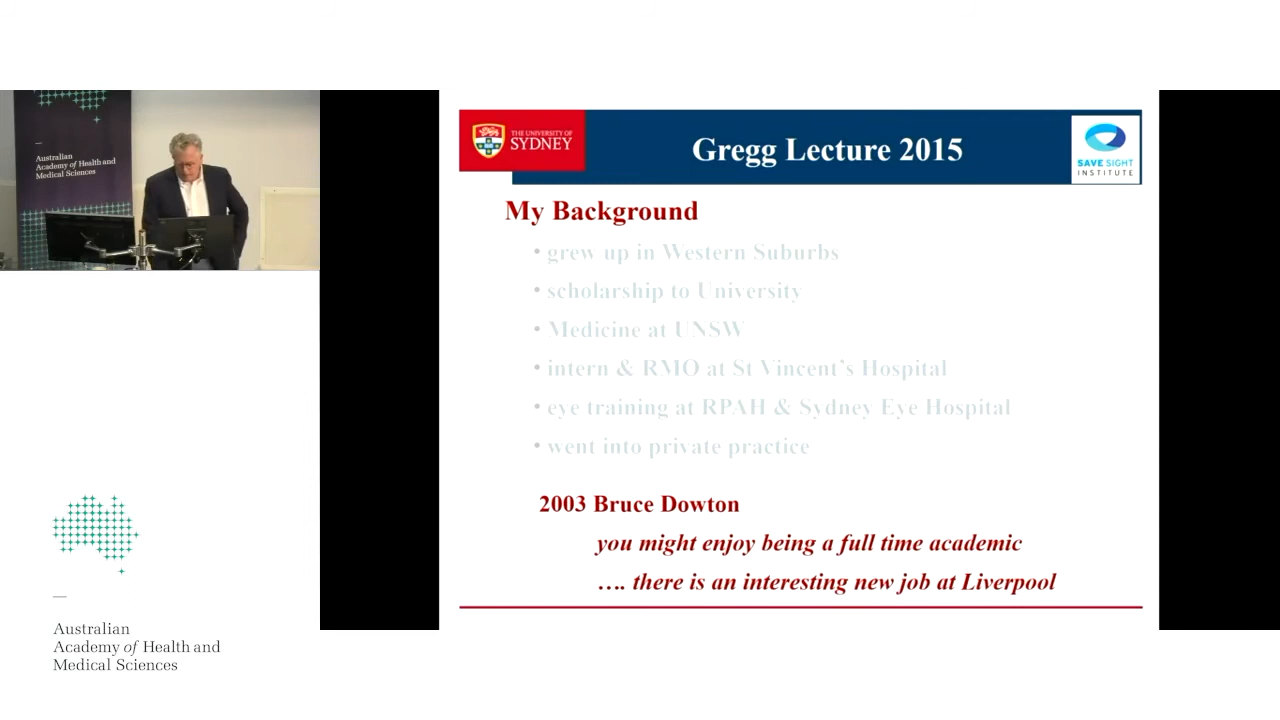 Australian
Academy of Health and
Medical Sciences
THE UNIVERSITY OF
SYDNEY
Gregg Lecture 2015
SAVE SIGHT
INSTITUTE
My Background
• grew up in Western Suburbs
• scholarship to University
• Medicine at UNSW
• intern & RMO at St Vincent's Hospital
• eye training at RPAH & Sydney Eye Hospital
• went into private practice
2003 Bruce Dowton
you might enjoy being a full time academic
…. there is an interesting new job at Liverpool
Australian
Academy of Health and
Medical Sciences